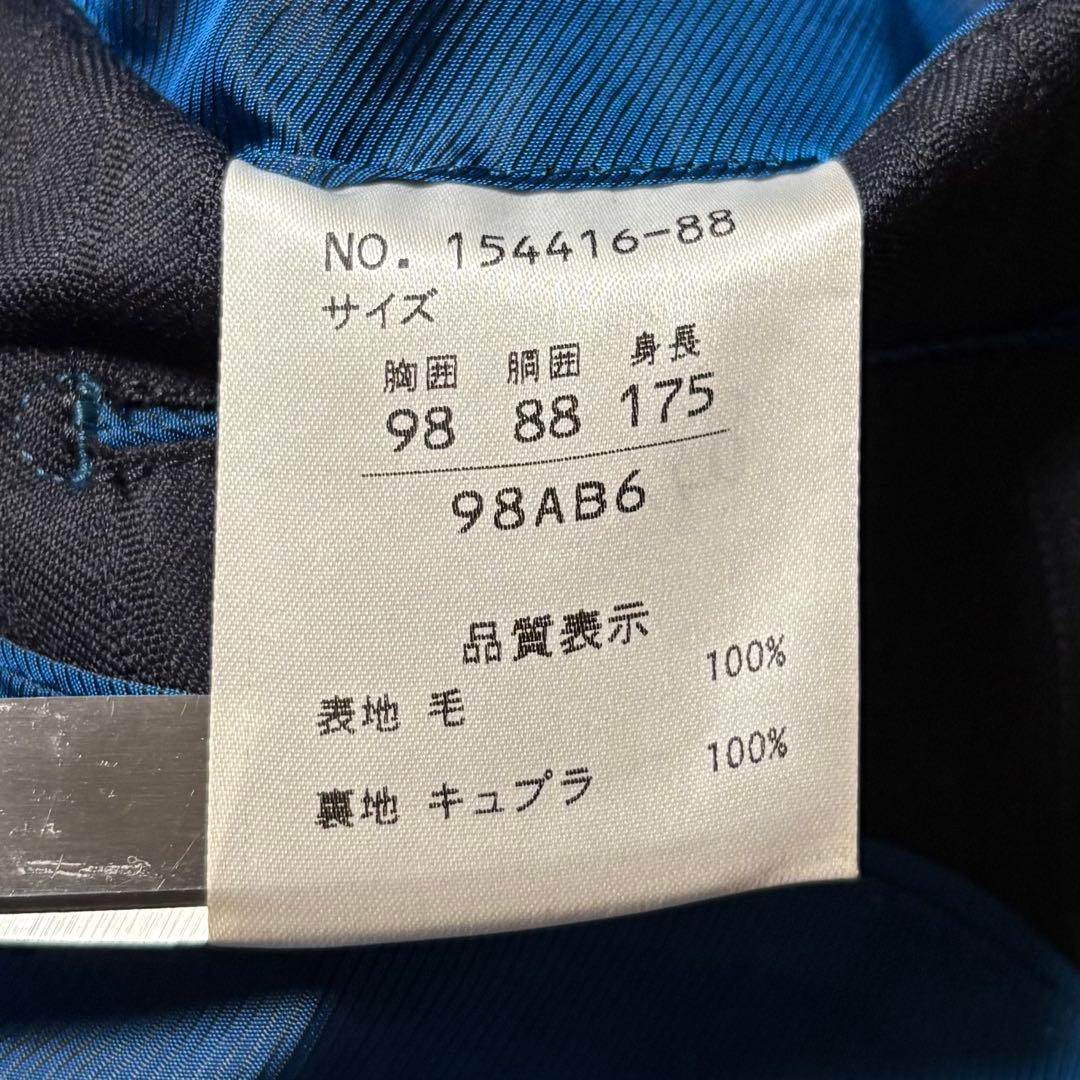 NO. 154416-88
サイズ
胸囲 胴囲 身長
98 88 175
98AB6
品質表示
表地 毛 100%
裏地 キュプラ 100%